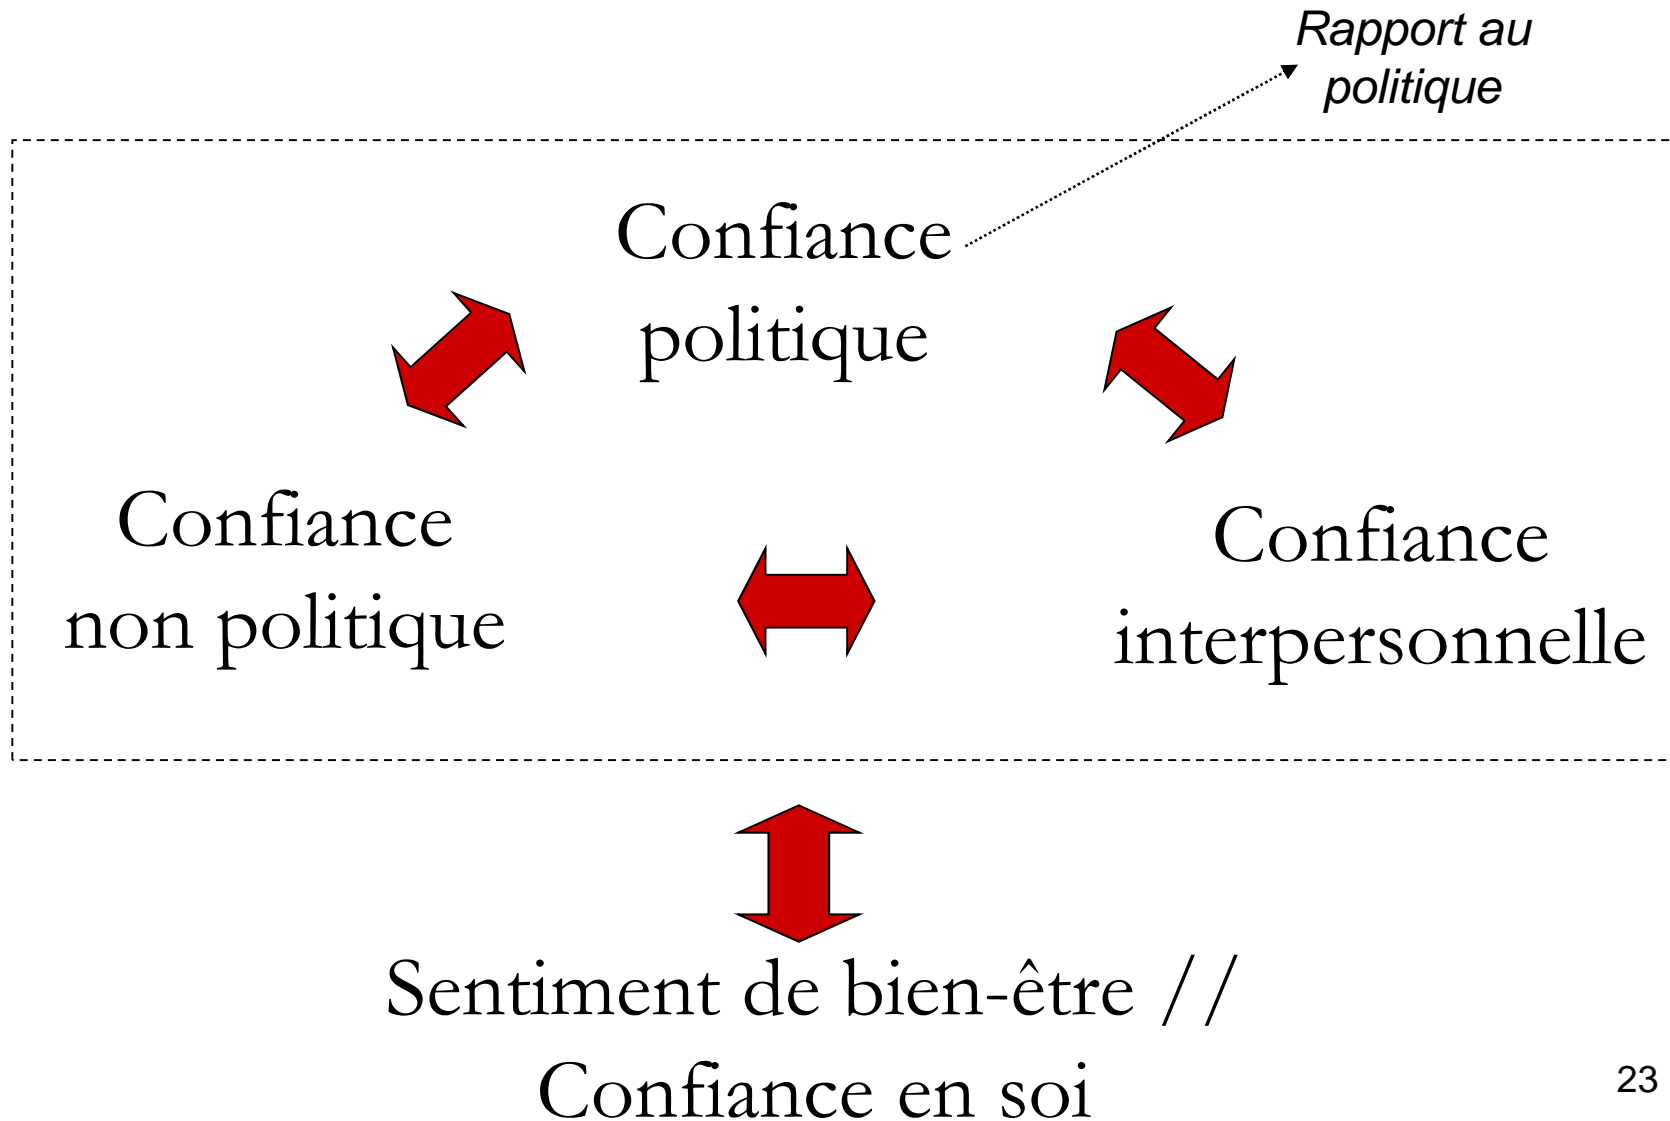 Rapport au
politique
Confiance
politique
Confiance
non politique
Confiance
interpersonnelle
Sentiment de bien-être //
Confiance en soi
23